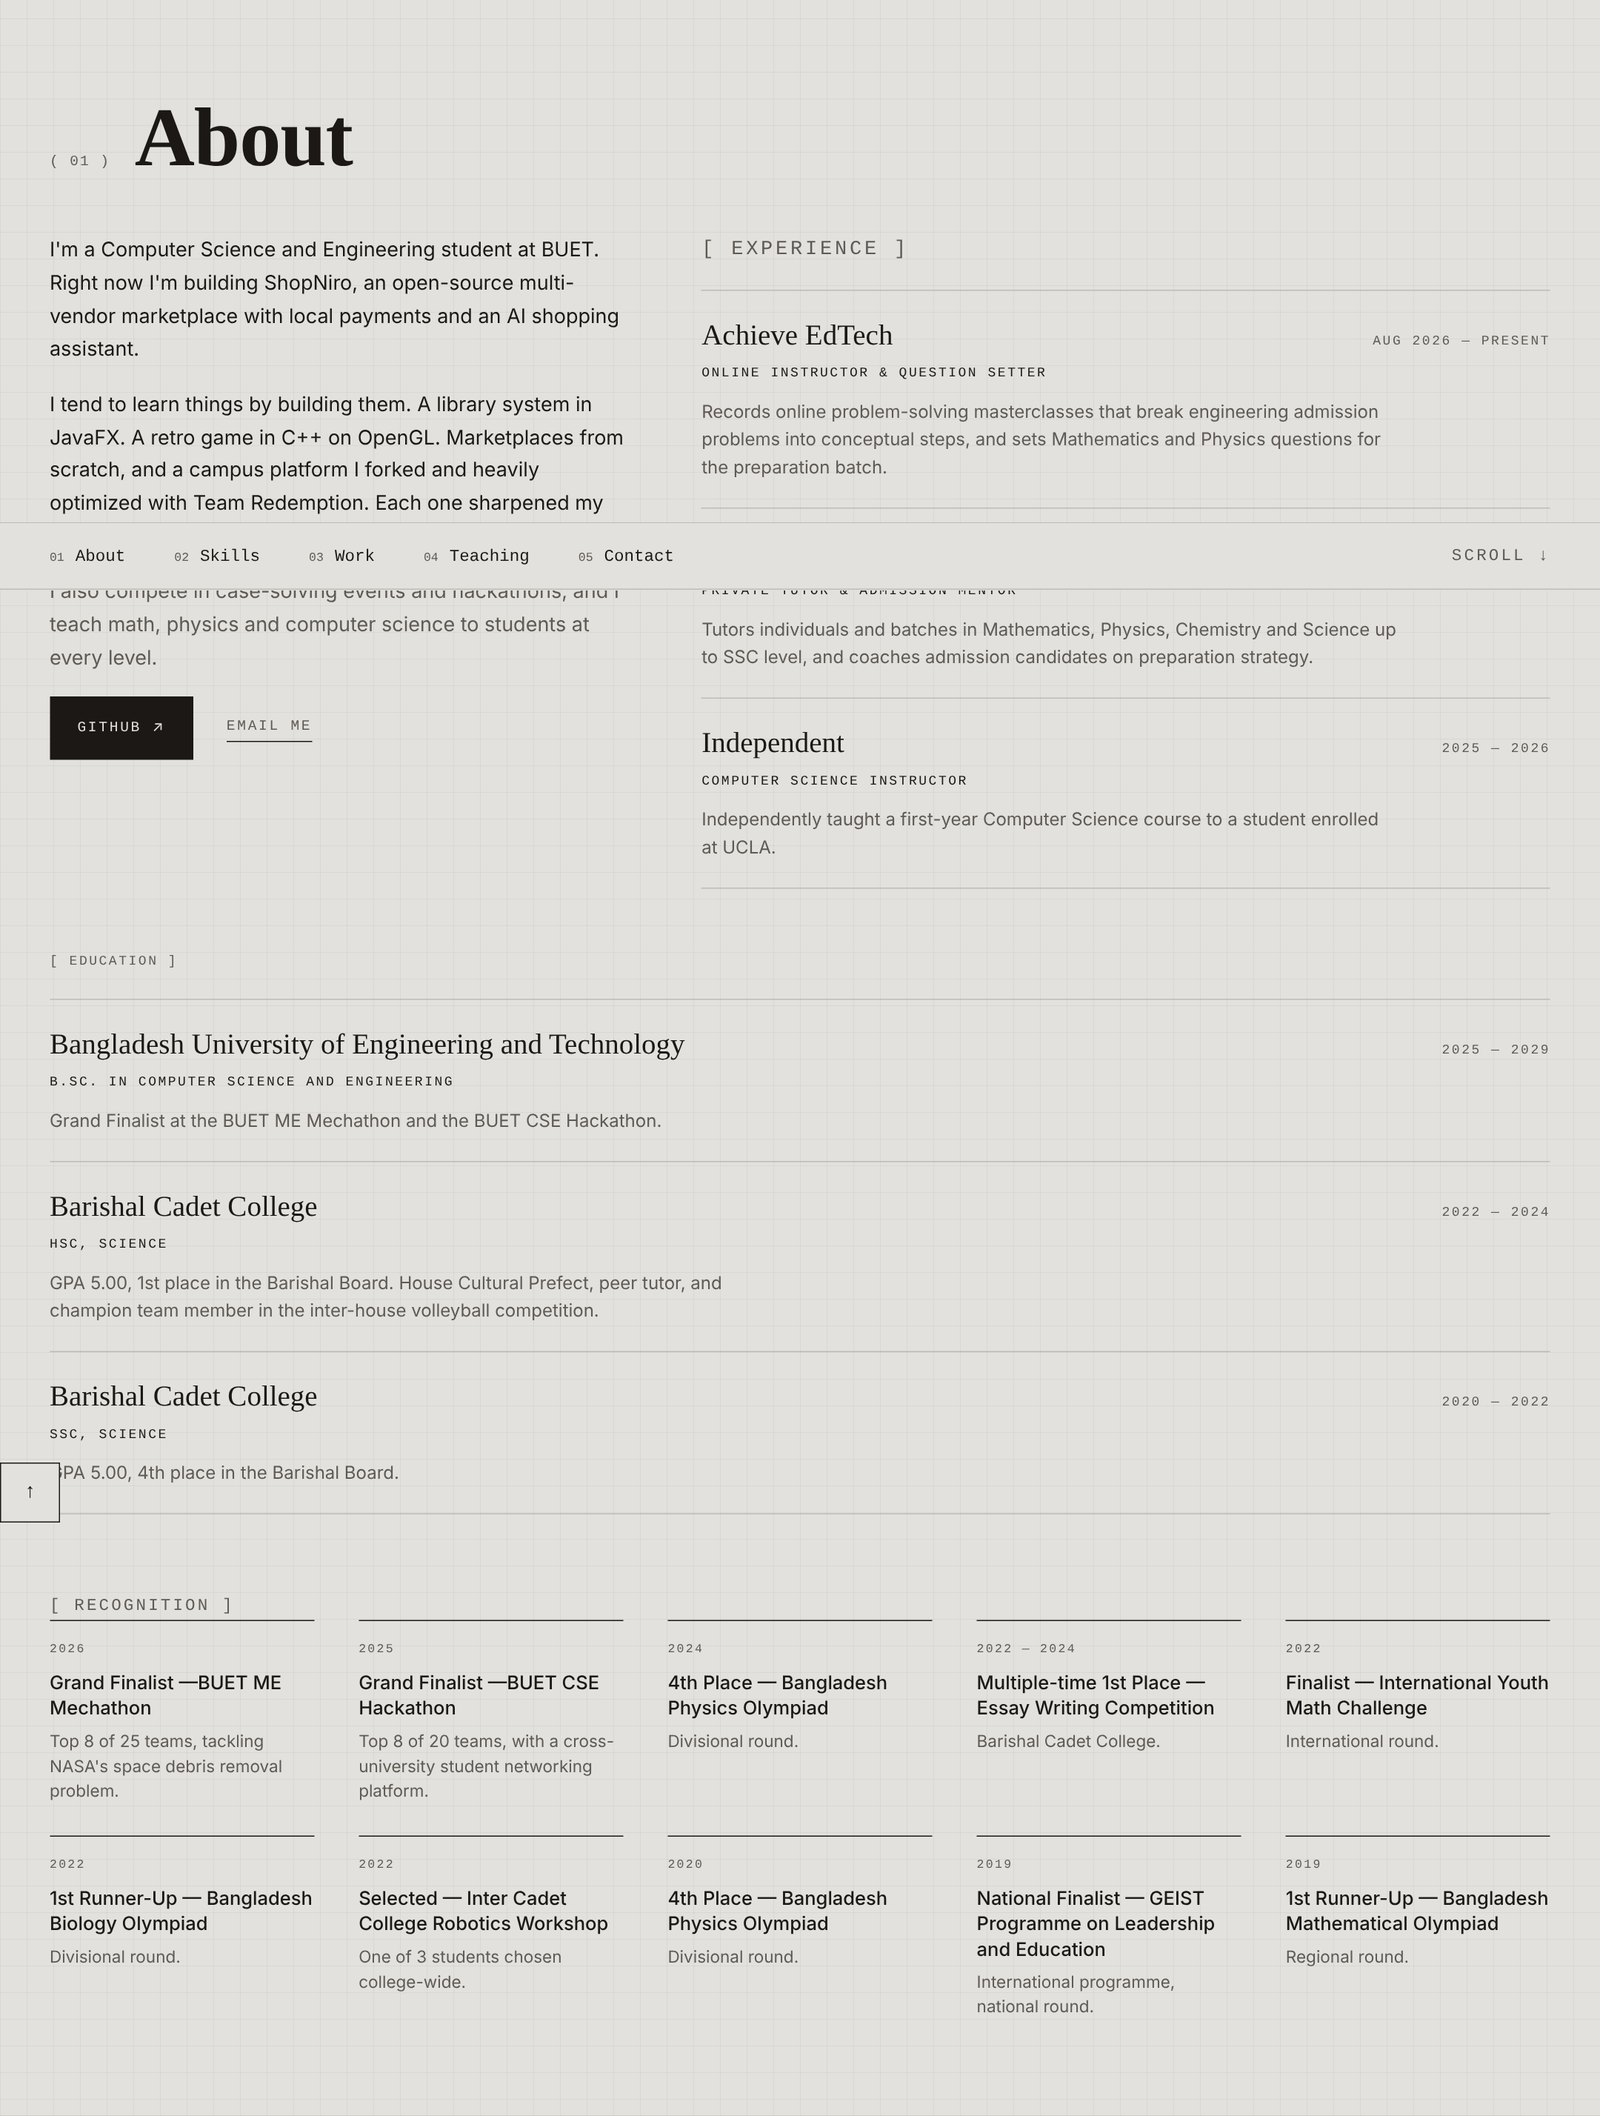 ( 01 ) About
I'm a Computer Science and Engineering student at BUET.
Right now I'm building ShopNiro, an open-source multi-
vendor marketplace with local payments and an AI shopping
assistant.
I tend to learn things by building them. A library system in
JavaFX. A retro game in C++ on OpenGL. Marketplaces from
scratch, and a campus platform I forked and heavily
optimized with Team Redemption. Each one sharpened my
[ EXPERIENCE ]
Achieve EdTech
AUG 2026 — PRESENT
ONLINE INSTRUCTOR & QUESTION SETTER
Records online problem-solving masterclasses that break engineering admission
problems into conceptual steps, and sets Mathematics and Physics questions for
the preparation batch.
01 About 02 Skills 03 Work 04 Teaching 05 Contact SCROLL ↓
I also compete in case-solving events and hackathons, and I
teach math, physics and computer science to students at
every level.
GITHUB ↗ EMAIL ME
PRIVATE TUTOR & ADMISSION MENTOR
Tutors individuals and batches in Mathematics, Physics, Chemistry and Science up
to SSC level, and coaches admission candidates on preparation strategy.
Independent
2025 — 2026
COMPUTER SCIENCE INSTRUCTOR
Independently taught a first-year Computer Science course to a student enrolled
at UCLA.
[ EDUCATION ]
Bangladesh University of Engineering and Technology
2025 — 2029
B.SC. IN COMPUTER SCIENCE AND ENGINEERING
Grand Finalist at the BUET ME Mechathon and the BUET CSE Hackathon.
Barishal Cadet College
2022 — 2024
HSC, SCIENCE
GPA 5.00, 1st place in the Barishal Board. House Cultural Prefect, peer tutor, and
champion team member in the inter-house volleyball competition.
Barishal Cadet College
2020 — 2022
SSC, SCIENCE
GPA 5.00, 4th place in the Barishal Board.
↑
[ RECOGNITION ]
2026
Grand Finalist —BUET ME
Mechathon
Top 8 of 25 teams, tackling
NASA's space debris removal
problem.
2025
Grand Finalist —BUET CSE
Hackathon
Top 8 of 20 teams, with a cross-
university student networking
platform.
2024
4th Place — Bangladesh
Physics Olympiad
Divisional round.
2022 — 2024
Multiple-time 1st Place —
Essay Writing Competition
Barishal Cadet College.
2022
Finalist — International Youth
Math Challenge
International round.
2022
1st Runner-Up — Bangladesh
Biology Olympiad
Divisional round.
2022
Selected — Inter Cadet
College Robotics Workshop
One of 3 students chosen
college-wide.
2020
4th Place — Bangladesh
Physics Olympiad
Divisional round.
2019
National Finalist — GEIST
Programme on Leadership
and Education
International programme,
national round.
2019
1st Runner-Up — Bangladesh
Mathematical Olympiad
Regional round.